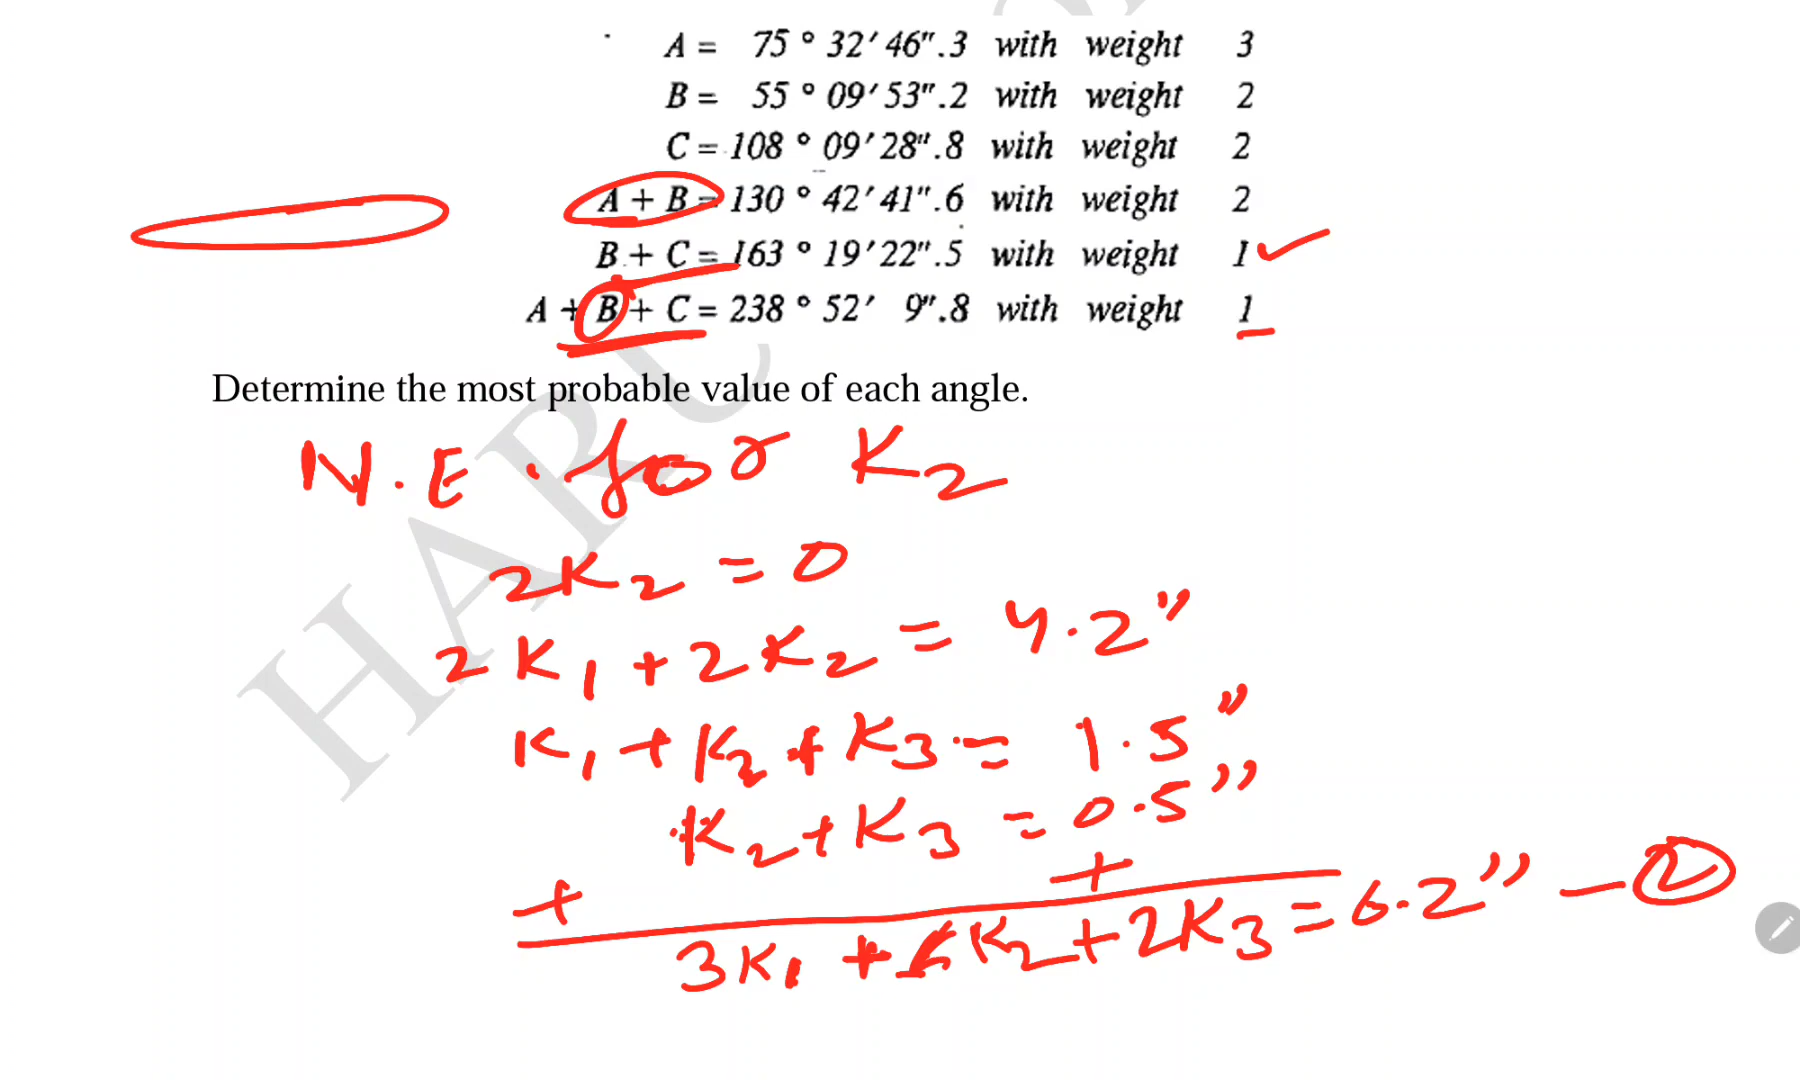 A = 75 ° 32′ 46″.3 with weight 3
B = 55 ° 09′ 53″.2 with weight 2
C = 108 ° 09′ 28″.8 with weight 2
A + B = 130 ° 42′ 41″.6 with weight 2
B + C = 163 ° 19′ 22″.5 with weight 1
A + B + C = 238 ° 52′ 9″.8 with weight 1
Determine the most probable value of each angle.
N.E. for K2
2K2 = 0
2K1 + 2K2 = 4.2"
K1 + K2 + K3 = 1.5"
K2 + K3 = 0.5"
+ +
3K1 + 6K2 + 2K3 = 6.2" — 2